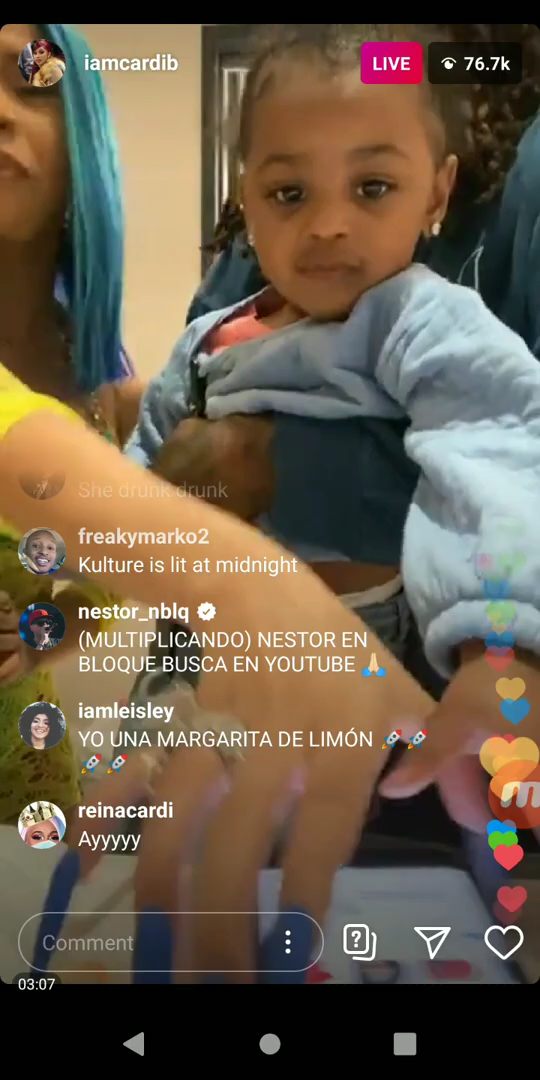 iamcardib
LIVE
76.7k
She drunk drunk
freakymarko2
Kulture is lit at midnight
nestor_nblq
(MULTIPLICANDO) NESTOR EN
BLOQUE BUSCA EN YOUTUBE 🙏🏻
iamleisley
YO UNA MARGARITA DE LIMÓN 🚀🚀
🚀🚀
reinacardi
Ayyyyy
Comment
03:07